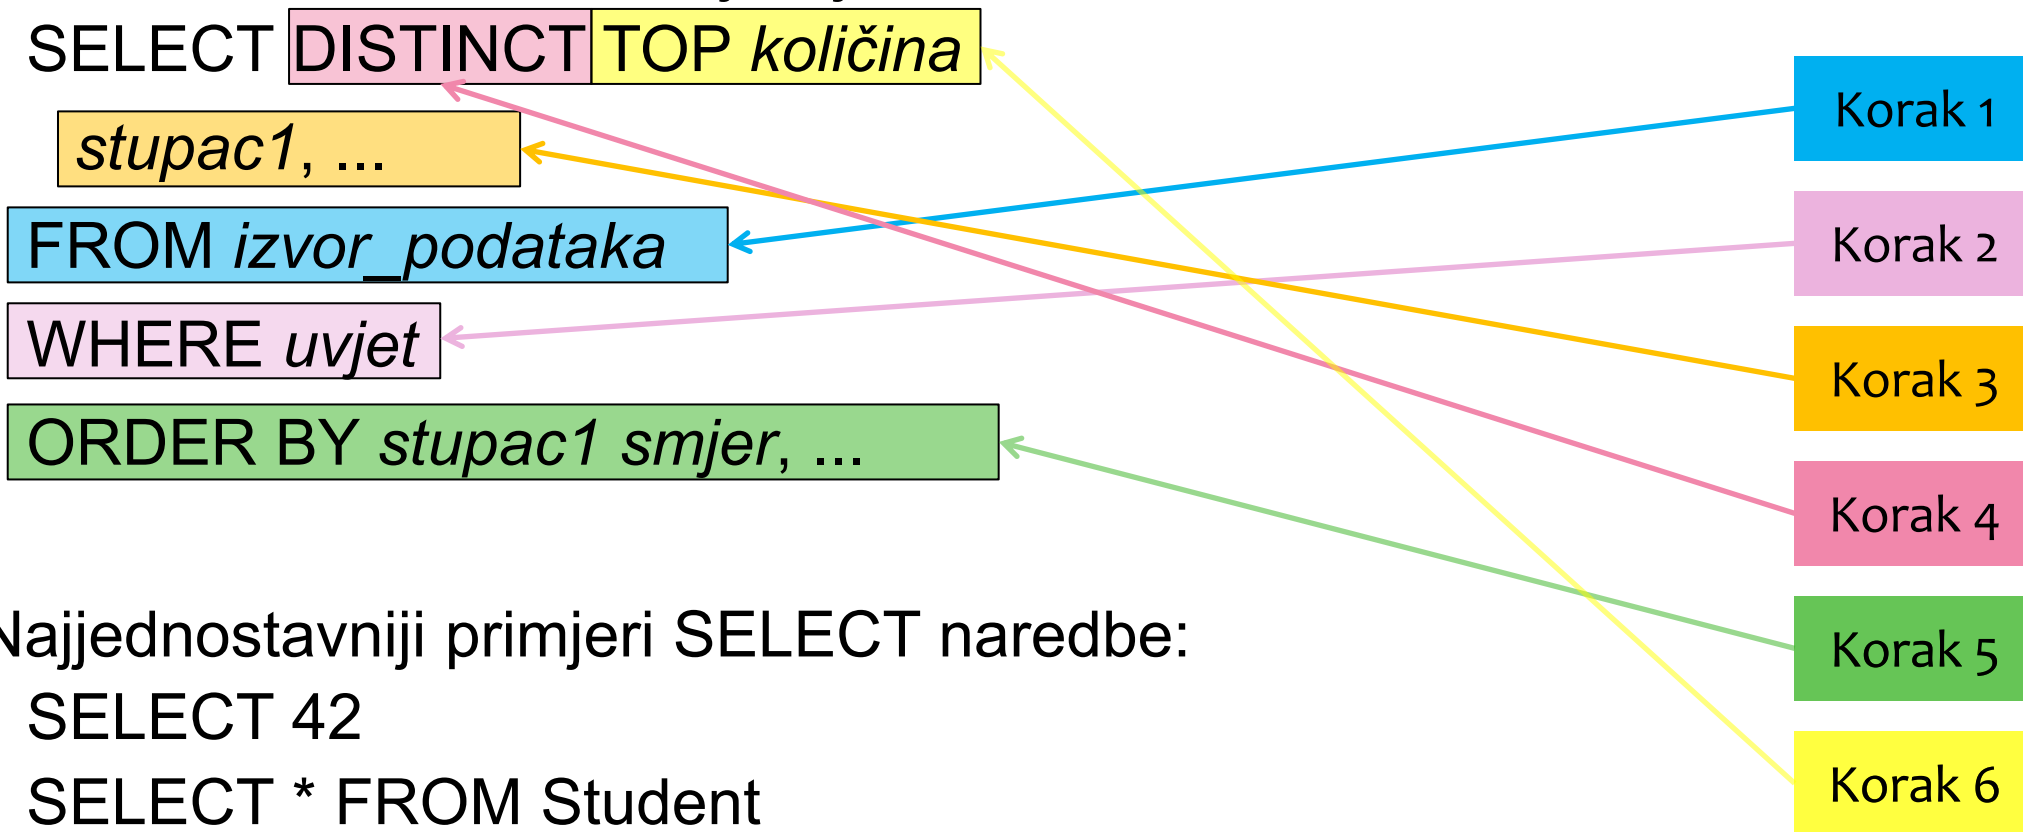 SELECT DISTINCT TOP količina
stupac1, ...
FROM izvor_podataka
WHERE uvjet
ORDER BY stupac1 smjer, ...
Najjednostavniji primjeri SELECT naredbe:
SELECT 42
SELECT * FROM Student
Korak 1
Korak 2
Korak 3
Korak 4
Korak 5
Korak 6